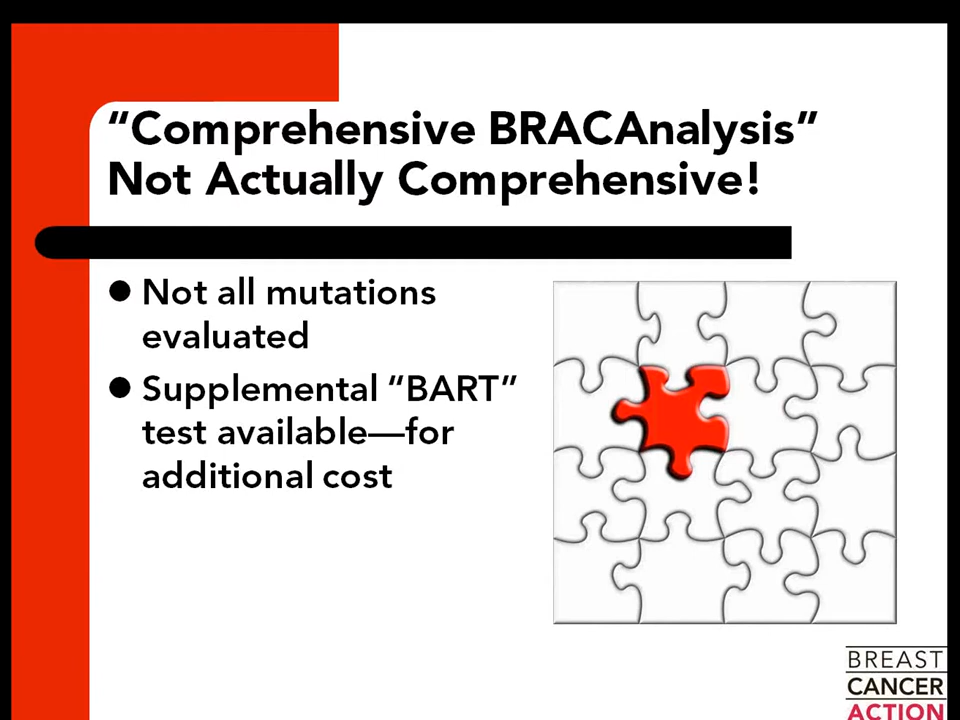 “Comprehensive BRACAnalysis”
Not Actually Comprehensive!
● Not all mutations
evaluated
● Supplemental “BART”
test available—for
additional cost
BREAST
CANCER
ACTION